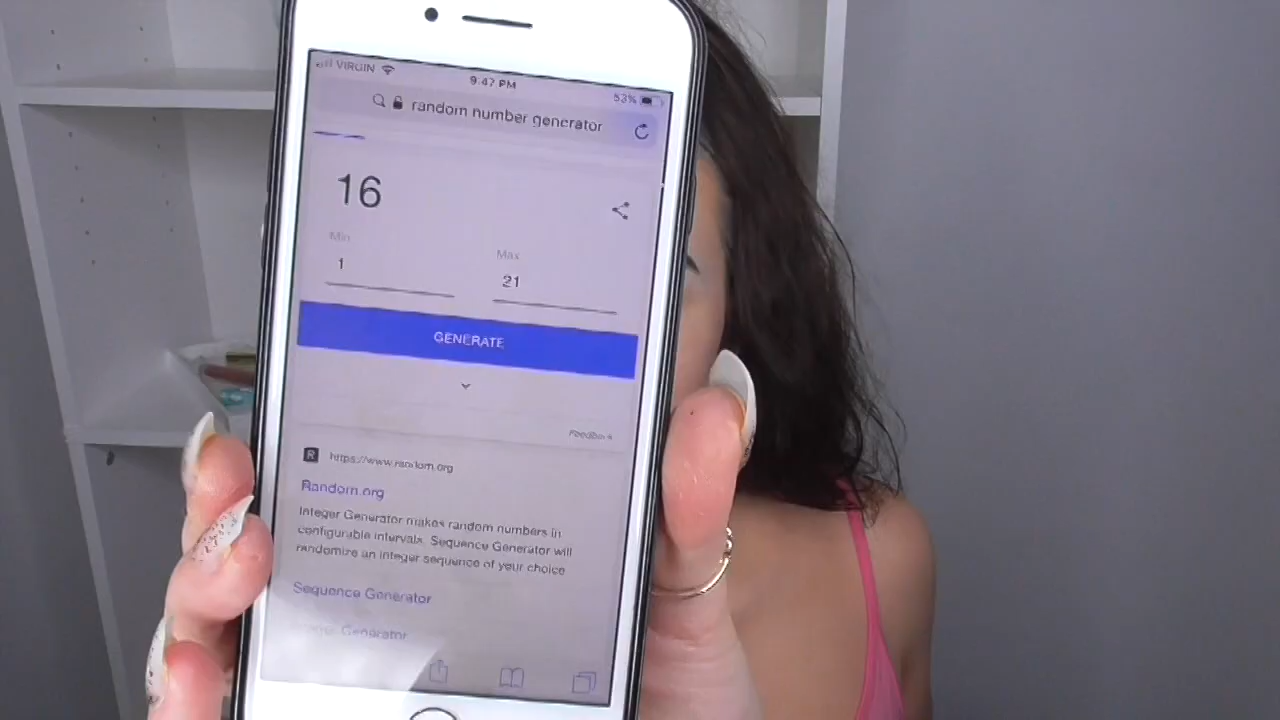 VIRGIN
9:47 PM
53%
random number generator
16
Min
Max
1
21
GENERATE
Feedback
R
https://www.random.org
Random.org
Integer Generator makes random numbers in
configurable intervals. Sequence Generator will
randomize an integer sequence of your choice
Sequence Generator
Generator